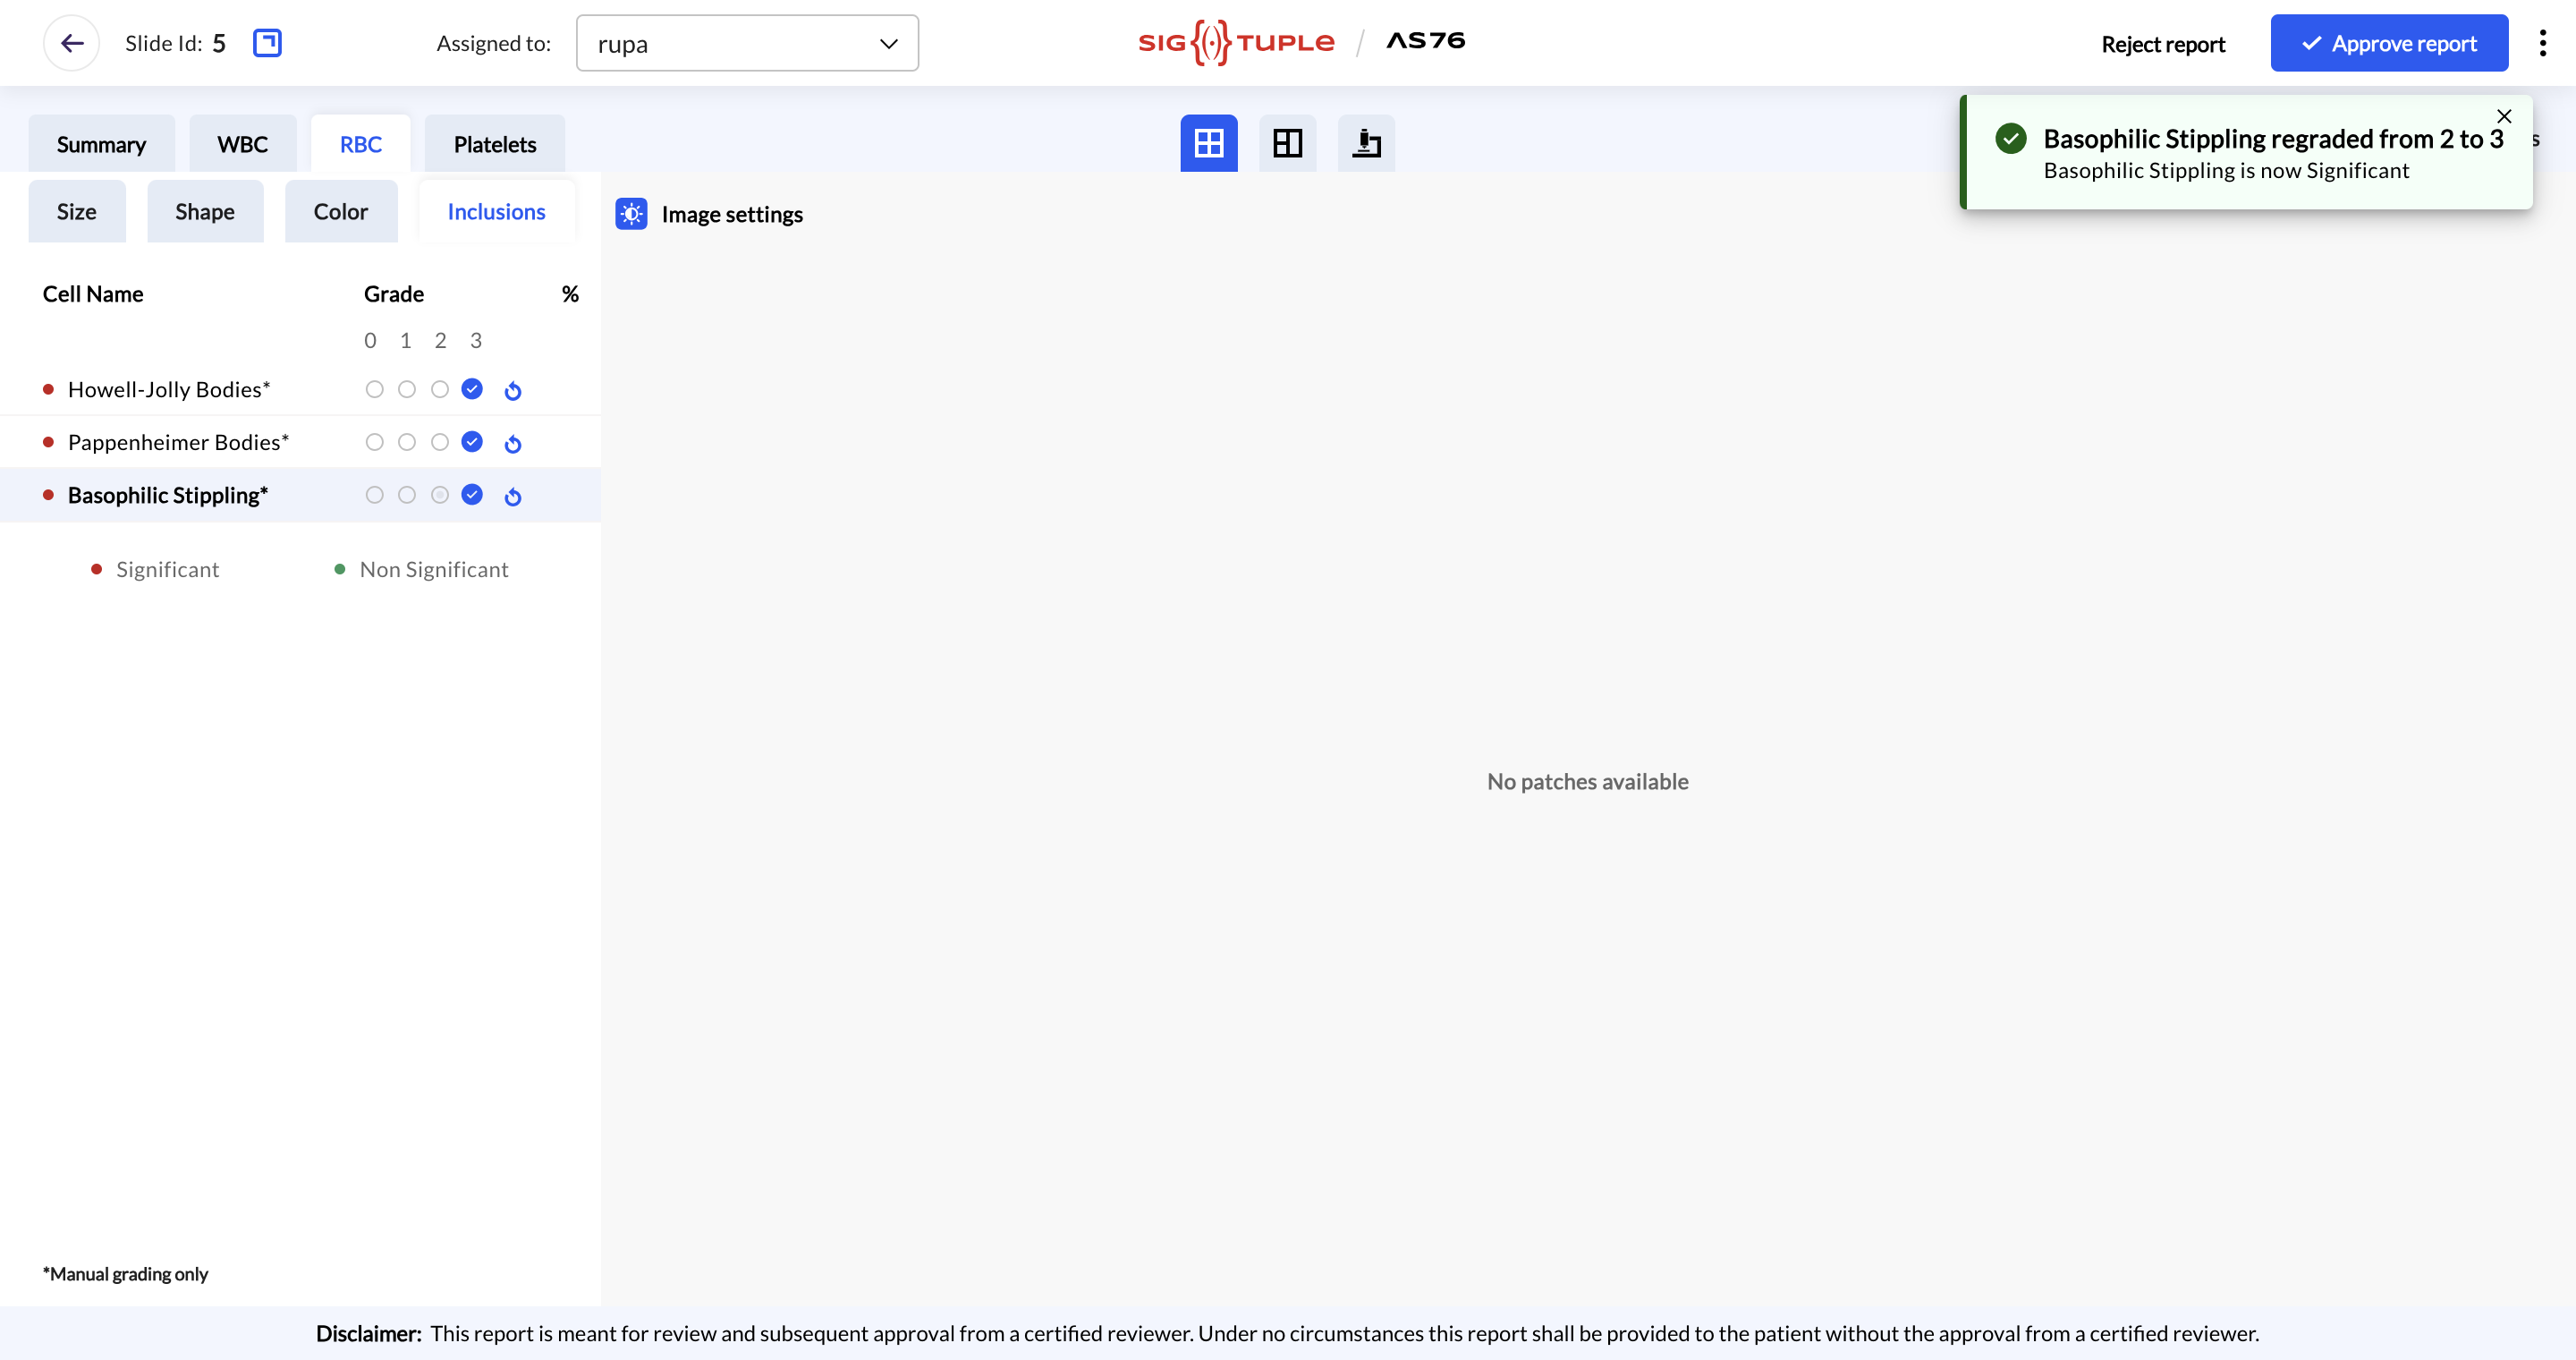 Slide Id: 5
Assigned to: rupa
SIG{(·)}TUPLE / AS76
Reject report
Approve report
Summary
WBC
RBC
Platelets
Basophilic Stippling regraded from 2 to 3
Basophilic Stippling is now Significant
Size
Shape
Color
Inclusions
Image settings
Cell Name Grade %
0 1 2 3
Howell-Jolly Bodies*
Pappenheimer Bodies*
Basophilic Stippling*
Significant
Non Significant
No patches available
*Manual grading only
Disclaimer: This report is meant for review and subsequent approval from a certified reviewer. Under no circumstances this report shall be provided to the patient without the approval from a certified reviewer.